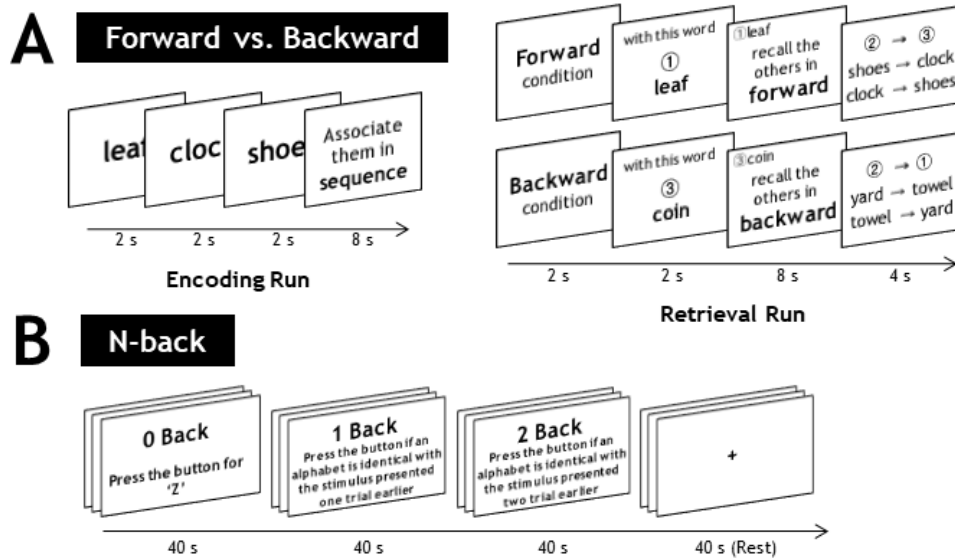 A
Forward vs. Backward
leaf
cloc
shoe
Associate
them in
sequence
2 s
2 s
2 s
8 s
Encoding Run
Forward
condition
with this word
①
leaf
①leaf
recall the
others in
forward
② → ③
shoes → clock
clock → shoes
Backward
condition
with this word
③
coin
③coin
recall the
others in
backward
② → ①
yard → towel
towel → yard
2 s
2 s
8 s
4 s
Retrieval Run
B
N-back
0 Back
Press the button for
‘Z’
1 Back
Press the button if an
alphabet is identical with
the stimulus presented
one trial earlier
2 Back
Press the button if an
alphabet is identical with
the stimulus presented
two trial earlier
+
40 s
40 s
40 s
40 s (Rest)